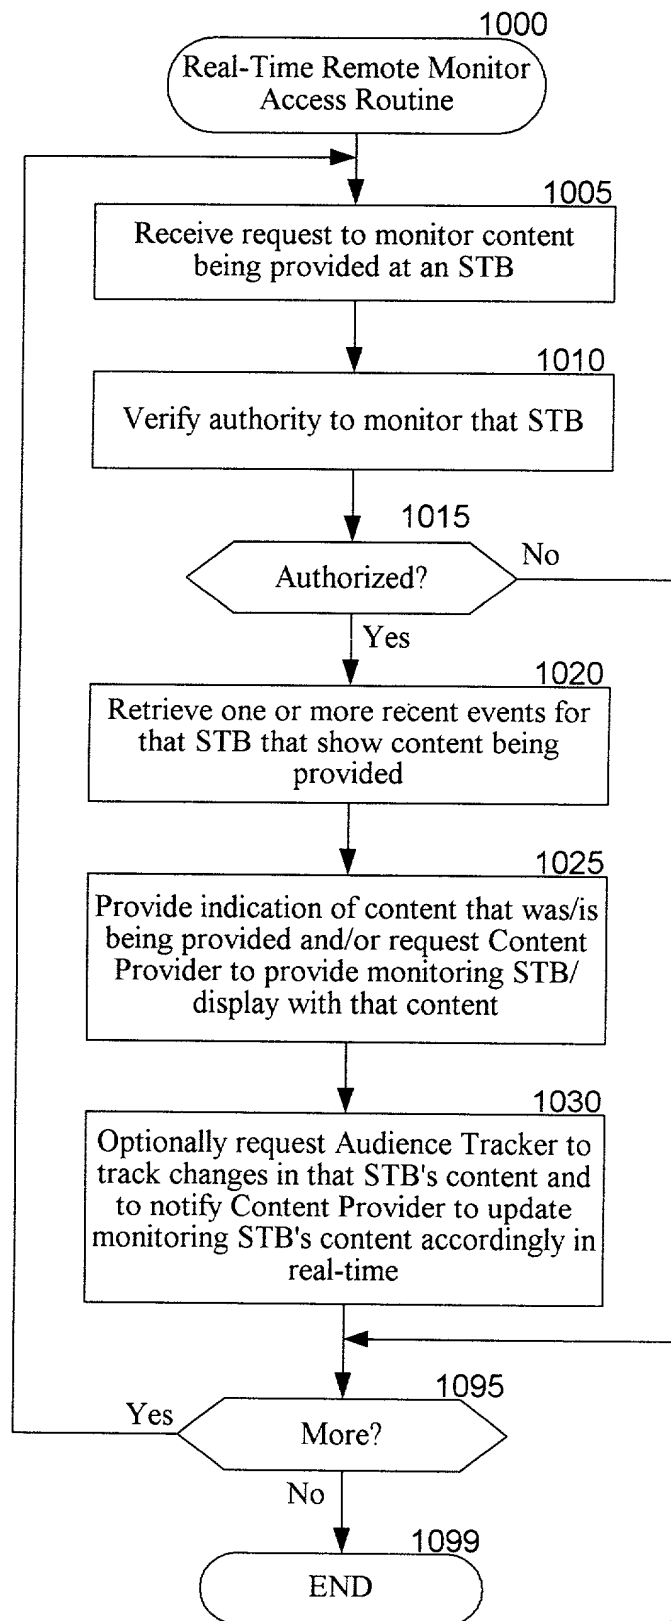 1000
Real-Time Remote Monitor
Access Routine
1005
Receive request to monitor content
being provided at an STB
1010
Verify authority to monitor that STB
1015
Authorized?
No
Yes
1020
Retrieve one or more recent events for
that STB that show content being
provided
1025
Provide indication of content that was/is
being provided and/or request Content
Provider to provide monitoring STB/
display with that content
1030
Optionally request Audience Tracker to
track changes in that STB's content and
to notify Content Provider to update
monitoring STB's content accordingly in
real-time
1095
Yes
More?
No
1099
END